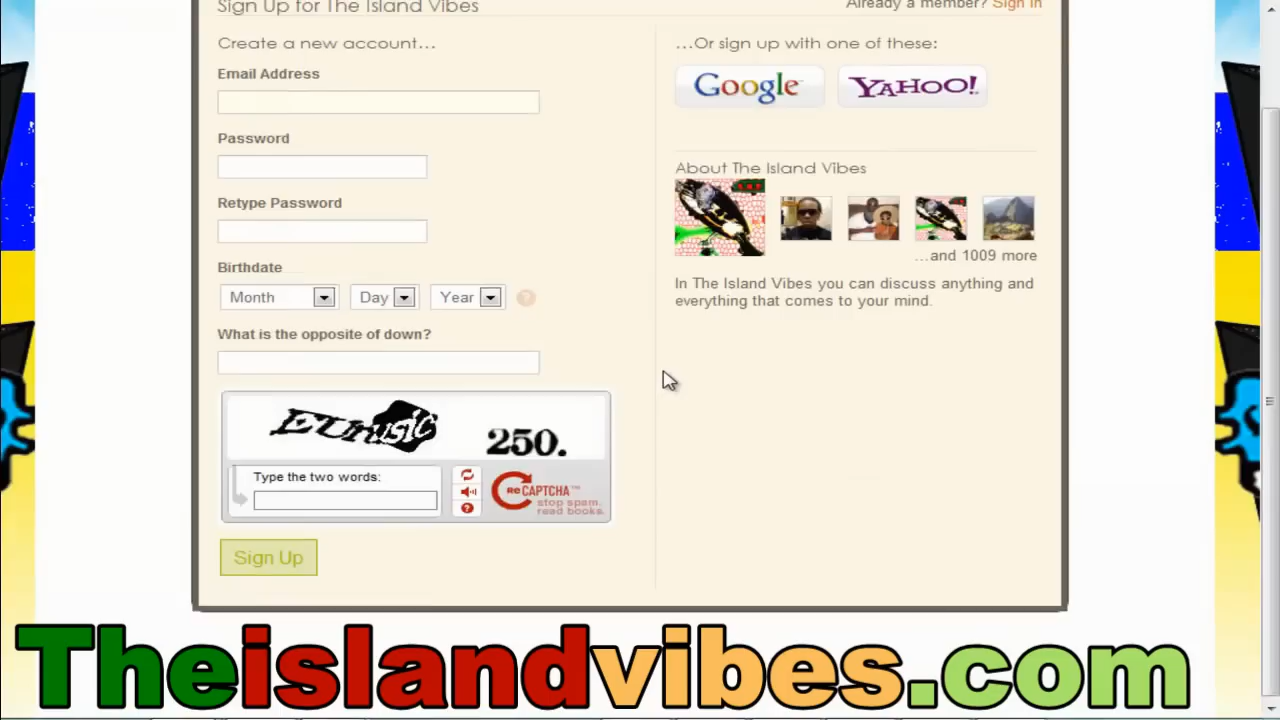 Sign Up for The Island Vibes
Already a member? Sign In
Create a new account…
Email Address
Password
Retype Password
Birthdate
Month Day Year ?
What is the opposite of down?
250.
Type the two words:
reCAPTCHA™
stop spam.
read books.
Sign Up
…Or sign up with one of these:
Google YAHOO!
About The Island Vibes
…and 1009 more
In The Island Vibes you can discuss anything and
everything that comes to your mind.
Theislandvibes.com